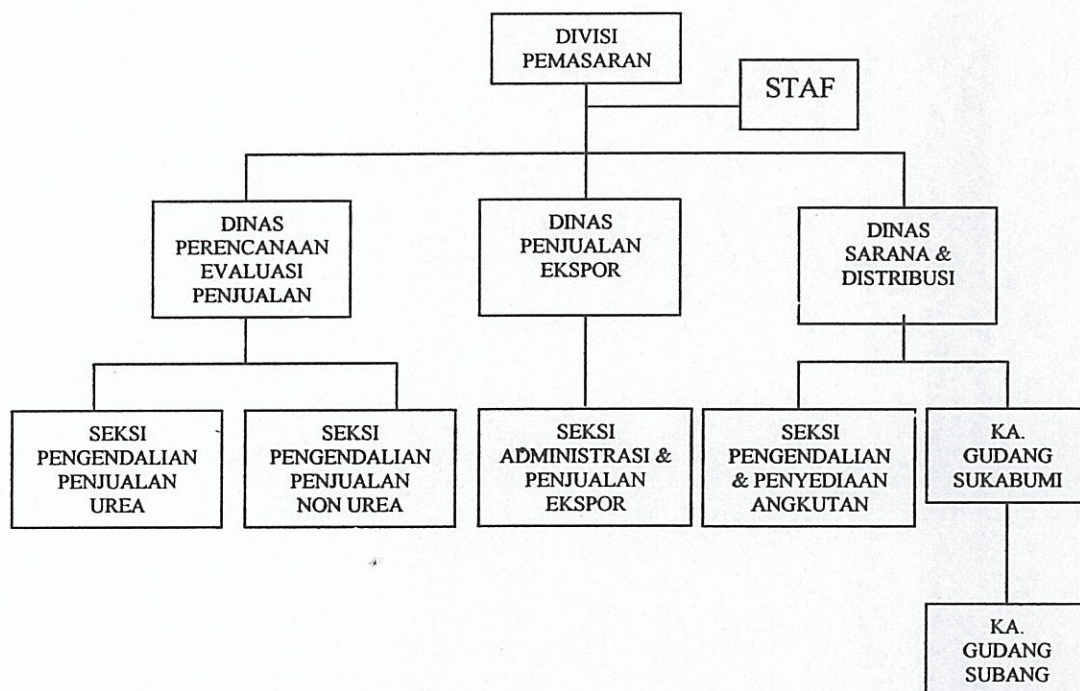 DIVISI
PEMASARAN
STAF
DINAS
PERENCANAAN
EVALUASI
PENJUALAN
DINAS
PENJUALAN
EKSPOR
DINAS
SARANA &
DISTRIBUSI
SEKSI
PENGENDALIAN
PENJUALAN
UREA
SEKSI
PENGENDALIAN
PENJUALAN
NON UREA
SEKSI
ADMINISTRASI &
PENJUALAN
EKSPOR
SEKSI
PENGENDALIAN
& PENYEDIAAN
ANGKUTAN
KA.
GUDANG
SUKABUMI
KA.
GUDANG
SUBANG